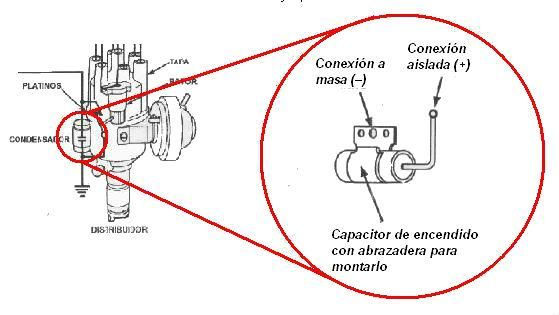 TAPA
ROTOR
PLATINOS
CONDENSADOR
DISTRIBUIDOR
Conexión a
masa (–)
Conexión
aislada (+)
Capacitor de encendido
con abrazadera para
montarlo